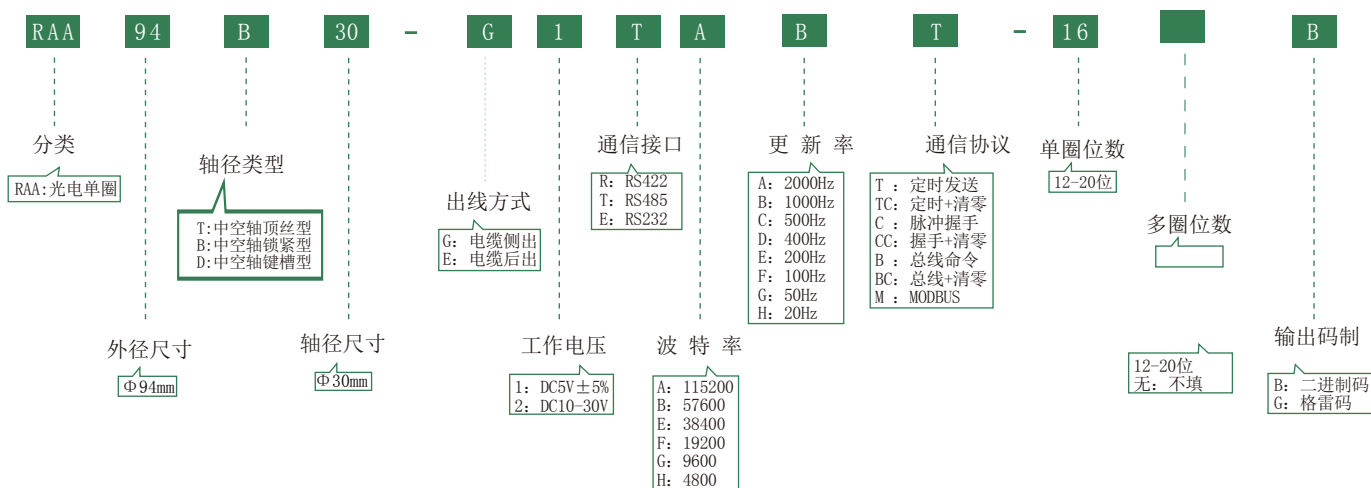 RAA 94 B 30 - G 1 T A B T - 16 B
分类
RAA:光电单圈
轴径类型
T:中空轴顶丝型
B:中空轴锁紧型
D:中空轴键槽型
出线方式
G: 电缆侧出
E: 电缆后出
通信接口
R: RS422
T: RS485
E: RS232
更 新 率
A: 2000Hz
B: 1000Hz
C: 500Hz
D: 400Hz
E: 200Hz
F: 100Hz
G: 50Hz
H: 20Hz
通信协议
T : 定时发送
TC: 定时+清零
C : 脉冲握手
CC: 握手+清零
B : 总线命令
BC: 总线+清零
M : MODBUS
单圈位数
12-20位
多圈位数
外径尺寸
Φ94mm
轴径尺寸
Φ30mm
工作电压
1: DC5V±5%
2: DC10-30V
波 特 率
A: 115200
B: 57600
E: 38400
F: 19200
G: 9600
H: 4800
12-20位
无: 不填
输出码制
B: 二进制码
G: 格雷码